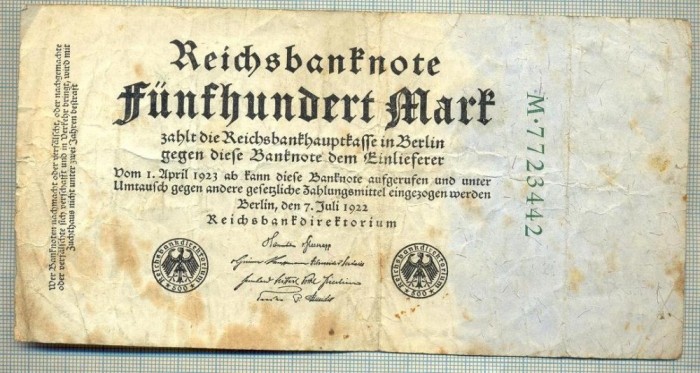 Reichsbanknote
Fünfhundert Mark
zahlt die Reichsbankhauptkasse in Berlin
gegen diese Banknote dem Einlieferer
Vom 1. April 1923 ab kann diese Banknote aufgerufen und unter
Umtausch gegen andere gesetzliche Zahlungsmittel eingezogen werden
Berlin, den 7. Juli 1922
Reichsbankdirektorium
Wer Banknoten nachmacht oder verfälscht, oder nachgemachte
oder verfälschte sich verschafft und in Verkehr bringt, wird mit
Zuchthaus nicht unter zwei Jahren bestraft
M·7723442
Reichsbankdirektorium
Reichsbankdirektorium